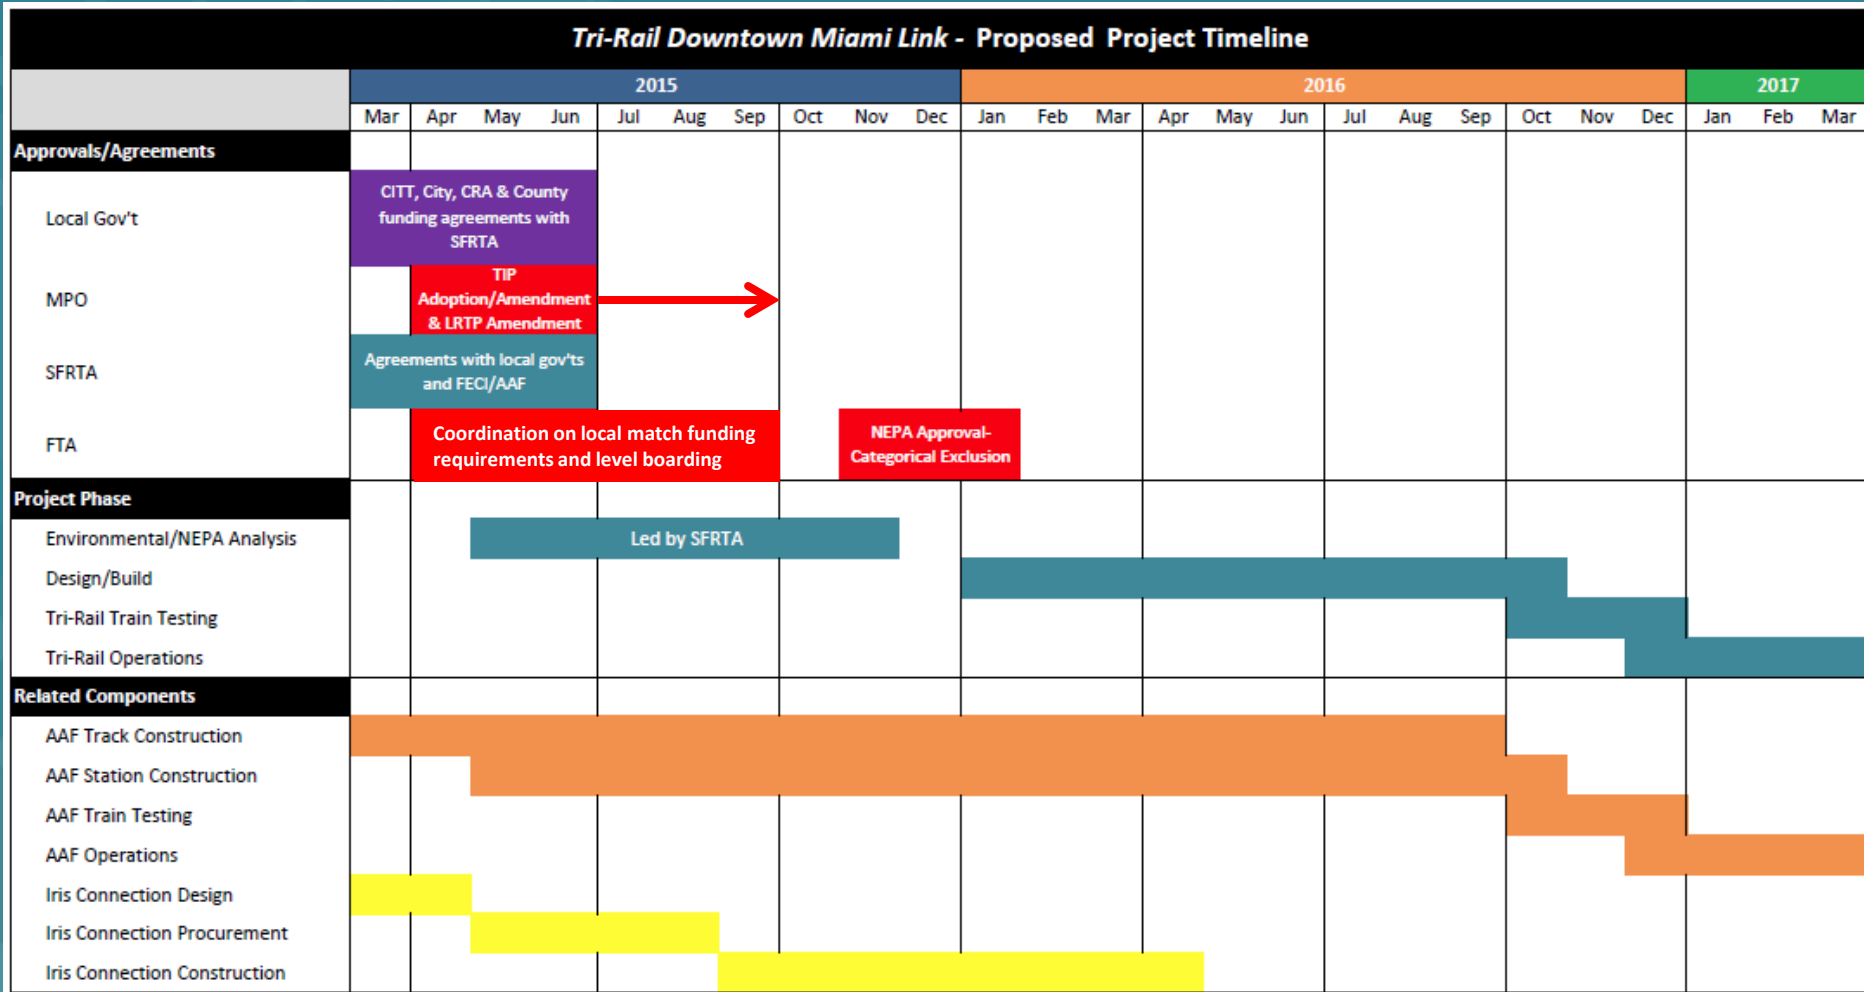 Tri-Rail Downtown Miami Link - Proposed Project Timeline
2015 2016 2017
Mar Apr May Jun Jul Aug Sep Oct Nov Dec Jan Feb Mar Apr May Jun Jul Aug Sep Oct Nov Dec Jan Feb Mar
Approvals/Agreements
Local Gov't
CITT, City, CRA & County
funding agreements with
SFRTA
MPO
TIP
Adoption/Amendment
& LRTP Amendment
SFRTA
Agreements with local gov'ts
and FECI/AAF
FTA
Coordination on local match funding
requirements and level boarding
NEPA Approval-
Categorical Exclusion
Project Phase
Environmental/NEPA Analysis
Led by SFRTA
Design/Build
Tri-Rail Train Testing
Tri-Rail Operations
Related Components
AAF Track Construction
AAF Station Construction
AAF Train Testing
AAF Operations
Iris Connection Design
Iris Connection Procurement
Iris Connection Construction